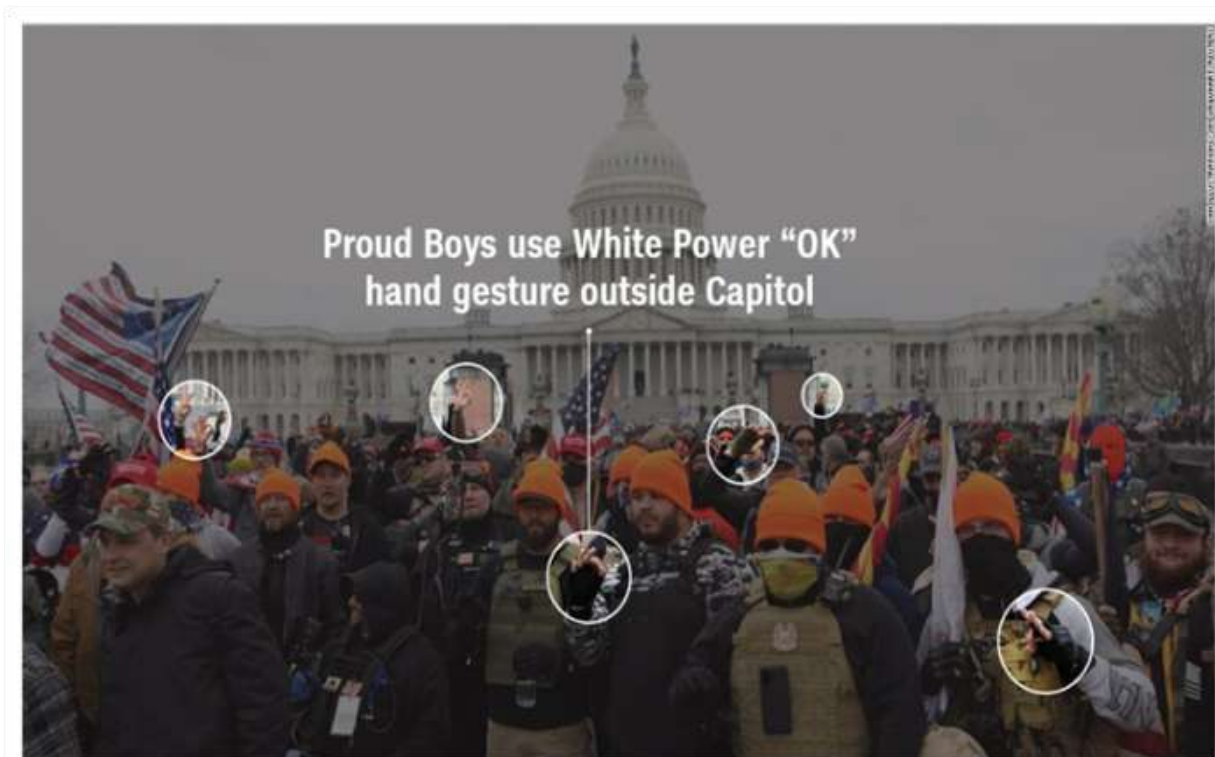 Proud Boys use White Power “OK”
hand gesture outside Capitol